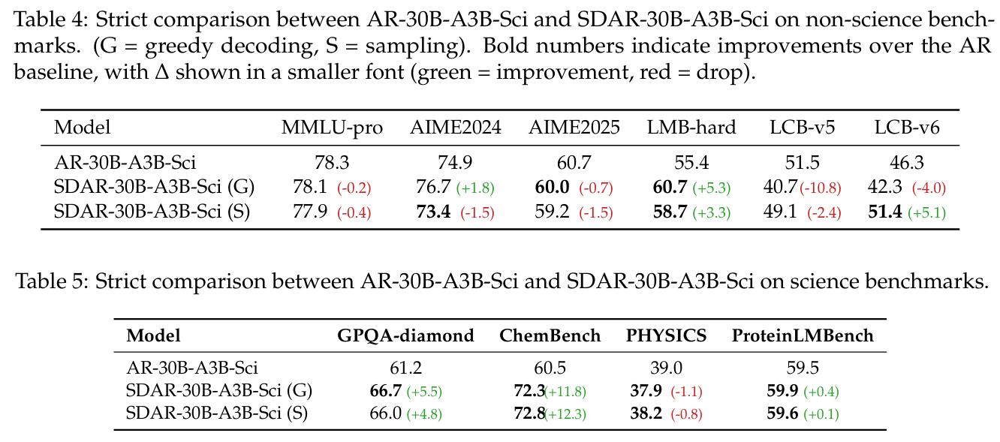 Table 4: Strict comparison between AR-30B-A3B-Sci and SDAR-30B-A3B-Sci on non-science bench-
marks. (G = greedy decoding, S = sampling). Bold numbers indicate improvements over the AR
baseline, with Δ shown in a smaller font (green = improvement, red = drop).
Model MMLU-pro AIME2024 AIME2025 LMB-hard LCB-v5 LCB-v6
AR-30B-A3B-Sci 78.3 74.9 60.7 55.4 51.5 46.3
SDAR-30B-A3B-Sci (G) 78.1 (-0.2) 76.7 (+1.8) 60.0 (-0.7) 60.7 (+5.3) 40.7(-10.8) 42.3 (-4.0)
SDAR-30B-A3B-Sci (S) 77.9 (-0.4) 73.4 (-1.5) 59.2 (-1.5) 58.7 (+3.3) 49.1 (-2.4) 51.4 (+5.1)
Table 5: Strict comparison between AR-30B-A3B-Sci and SDAR-30B-A3B-Sci on science benchmarks.
Model GPQA-diamond ChemBench PHYSICS ProteinLMBench
AR-30B-A3B-Sci 61.2 60.5 39.0 59.5
SDAR-30B-A3B-Sci (G) 66.7 (+5.5) 72.3(+11.8) 37.9 (-1.1) 59.9 (+0.4)
SDAR-30B-A3B-Sci (S) 66.0 (+4.8) 72.8(+12.3) 38.2 (-0.8) 59.6 (+0.1)